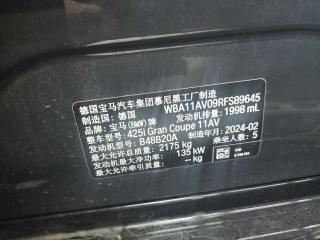 德国宝马汽车集团慕尼黑工厂制造
制造国: 德国 WBA11AV09RFS89645
品牌: 宝马(BMW)牌 发动机排量: 1998 mL
整车型号: 425i Gran Coupe 11AV
发动机型号: B48B20A 制造年月: 2024-02
最大允许总质量: 2175 kg 乘坐人数: 5
最大净功率: 135 kW
最大允许牵引质量: -- kg